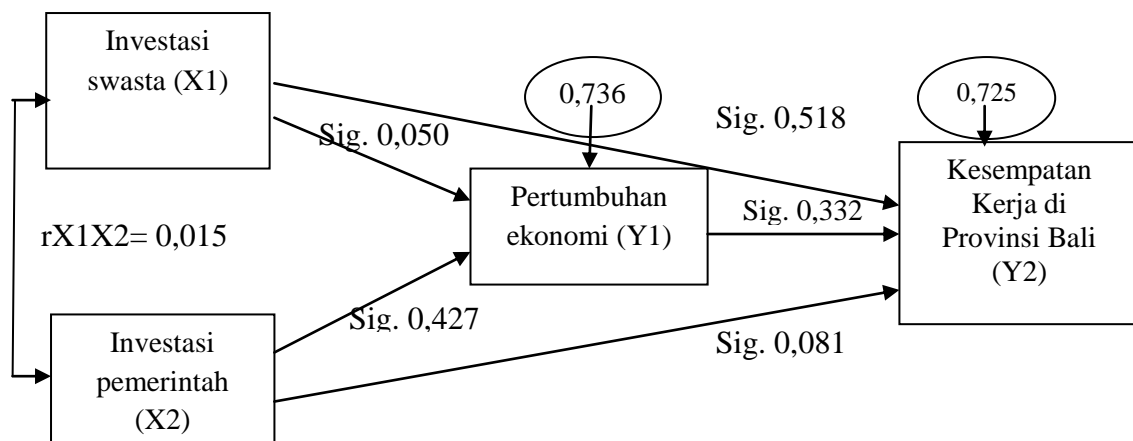 Investasi
swasta (X1)
0,736
0,725
Sig. 0,518
Sig. 0,050
Kesempatan
Kerja di
Provinsi Bali
(Y2)
Pertumbuhan
ekonomi (Y1)
Sig. 0,332
rX1X2= 0,015
Sig. 0,427
Sig. 0,081
Investasi
pemerintah
(X2)